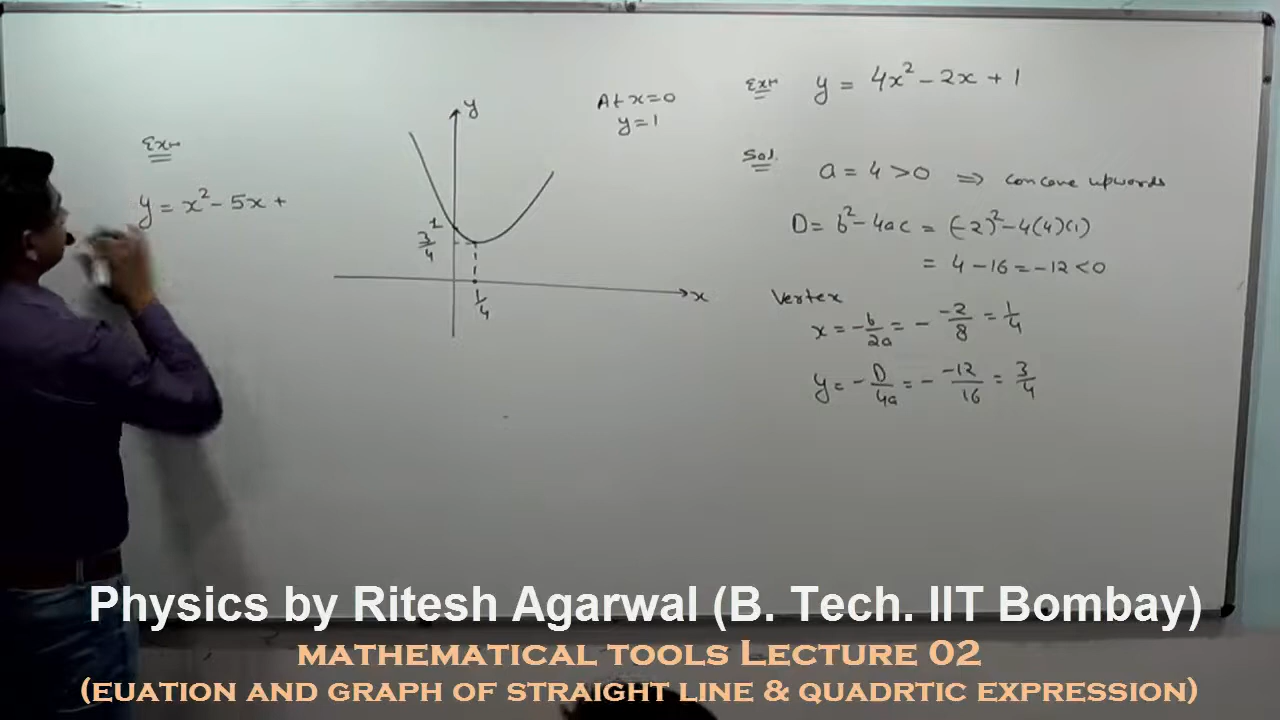 Exm
y = x² - 5x +
y
1
3/4
1/4
x
At x=0
y=1
Exm y = 4x² - 2x + 1
Sol. a = 4 > 0 ⇒ concave upwards
D = b² - 4ac = (-2)² - 4(4)(1)
= 4 - 16 = -12 < 0
Vertex
x = -b/2a = - -2/8 = 1/4
y = -D/4a = - -12/16 = 3/4
Physics by Ritesh Agarwal (B. Tech. IIT Bombay)
MATHEMATICAL TOOLS LECTURE 02
(EUATION AND GRAPH OF STRAIGHT LINE & QUADRTIC EXPRESSION)